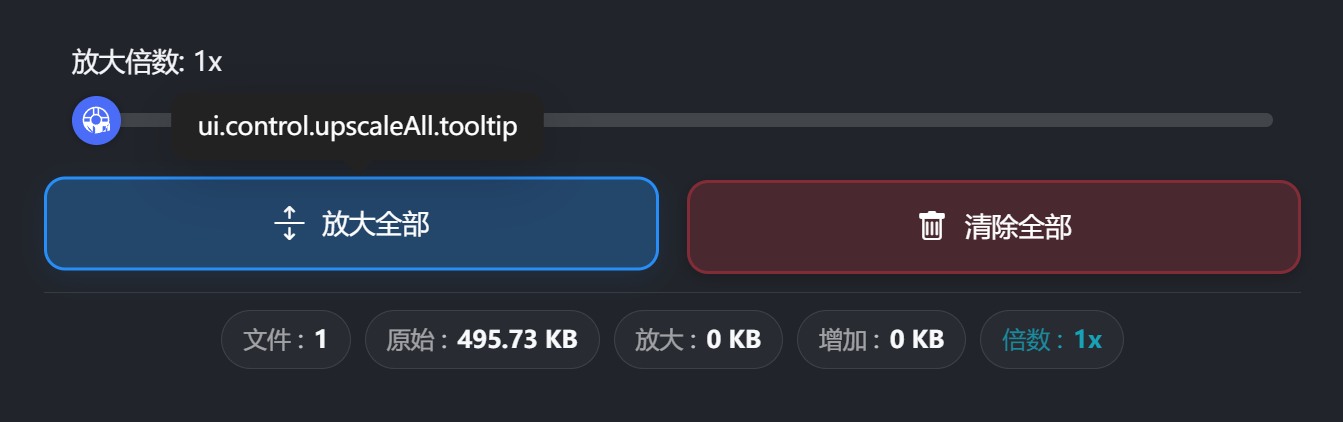 放大倍数: 1x
ui.control.upscaleAll.tooltip
放大全部
清除全部
文件 : 1
原始 : 495.73 KB
放大 : 0 KB
增加 : 0 KB
倍数 : 1x